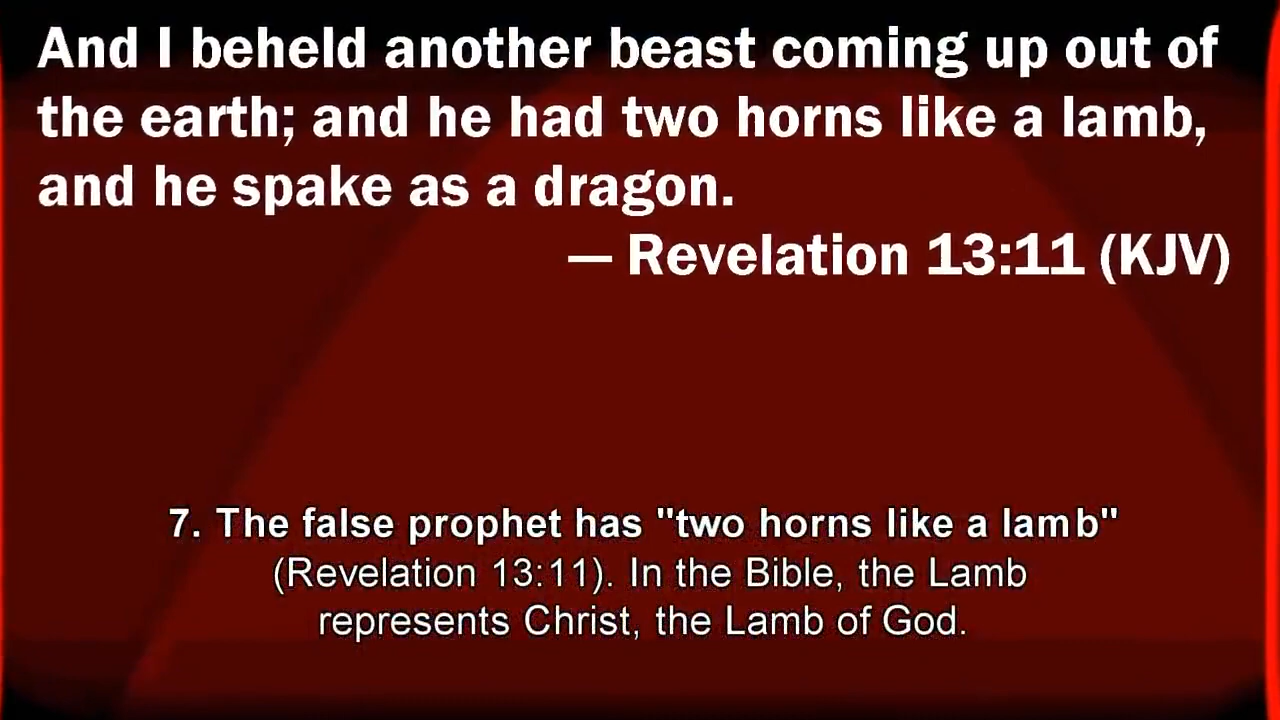 And I beheld another beast coming up out of
the earth; and he had two horns like a lamb,
and he spake as a dragon.
— Revelation 13:11 (KJV)
7. The false prophet has "two horns like a lamb"
(Revelation 13:11). In the Bible, the Lamb
represents Christ, the Lamb of God.